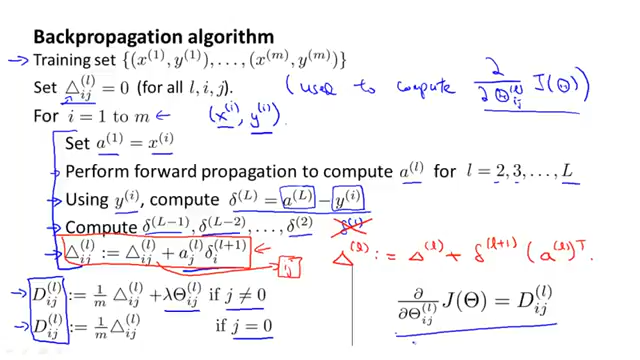 Backpropagation algorithm
→ Training set {(x^(1), y^(1)), . . . , (x^(m), y^(m))}
Set △_ij^(l) = 0 (for all l, i, j). (used to compute ∂/∂Θ_ij^(l) J(Θ))
For i = 1 to m ← (x^(i), y^(i)).
Set a^(1) = x^(i)
→ Perform forward propagation to compute a^(l) for l = 2, 3, . . . , L
→ Using y^(i), compute δ^(L) = a^(L) − y^(i)
→ Compute δ^(L−1), δ^(L−2), . . . , δ^(2) δ^(1)
→ △_ij^(l) := △_ij^(l) + a_j^(l) δ_i^(l+1) ← △^(l) := △^(l) + δ^(l+1) (a^(l))^T.
→ D_ij^(l) := 1/m △_ij^(l) + λΘ_ij^(l) if j ≠ 0
→ D_ij^(l) := 1/m △_ij^(l) if j = 0
∂/∂Θ_ij^(l) J(Θ) = D_ij^(l)